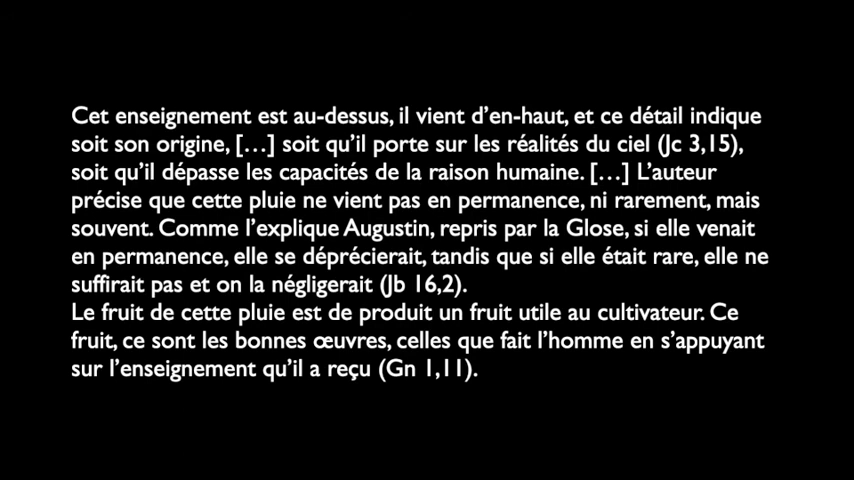 Cet enseignement est au-dessus, il vient d'en-haut, et ce détail indique
soit son origine, […] soit qu'il porte sur les réalités du ciel (Jc 3,15),
soit qu'il dépasse les capacités de la raison humaine. […] L'auteur
précise que cette pluie ne vient pas en permanence, ni rarement, mais
souvent. Comme l'explique Augustin, repris par la Glose, si elle venait
en permanence, elle se déprécierait, tandis que si elle était rare, elle ne
suffirait pas et on la négligerait (Jb 16,2).
Le fruit de cette pluie est de produit un fruit utile au cultivateur. Ce
fruit, ce sont les bonnes œuvres, celles que fait l'homme en s'appuyant
sur l'enseignement qu'il a reçu (Gn 1,11).